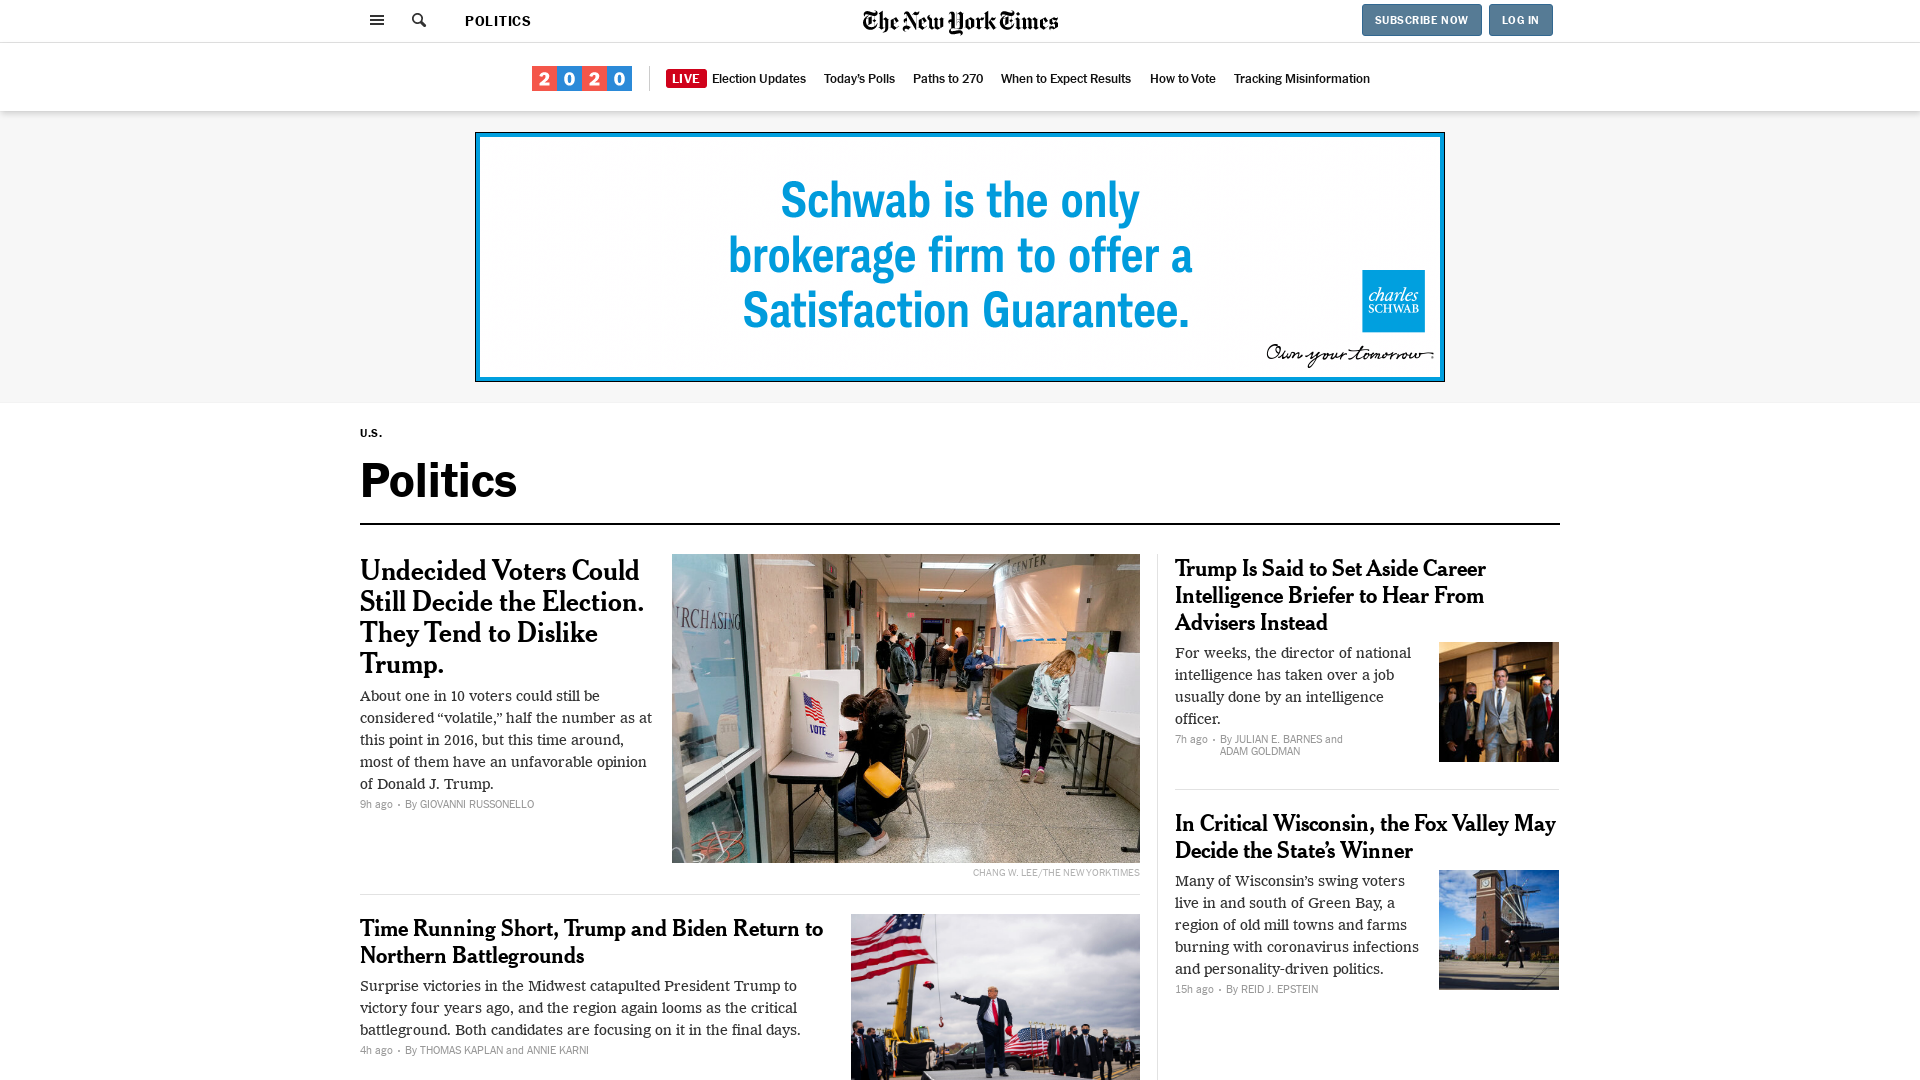 POLITICS
The New York Times
SUBSCRIBE NOW
LOG IN
2020
LIVE Election Updates
Today's Polls
Paths to 270
When to Expect Results
How to Vote
Tracking Misinformation
Schwab is the only
brokerage firm to offer a
Satisfaction Guarantee.
charles
SCHWAB
Own your tomorrow.
U.S.
Politics
Undecided Voters Could
Still Decide the Election.
They Tend to Dislike
Trump.
About one in 10 voters could still be
considered “volatile,” half the number as at
this point in 2016, but this time around,
most of them have an unfavorable opinion
of Donald J. Trump.
9h ago · By GIOVANNI RUSSONELLO
URCHASING
CENTER
VOTE
CHANG W. LEE/THE NEW YORK TIMES
Time Running Short, Trump and Biden Return to
Northern Battlegrounds
Surprise victories in the Midwest catapulted President Trump to
victory four years ago, and the region again looms as the critical
battleground. Both candidates are focusing on it in the final days.
4h ago · By THOMAS KAPLAN and ANNIE KARNI
Trump Is Said to Set Aside Career
Intelligence Briefer to Hear From
Advisers Instead
For weeks, the director of national
intelligence has taken over a job
usually done by an intelligence
officer.
7h ago · By JULIAN E. BARNES and
ADAM GOLDMAN
In Critical Wisconsin, the Fox Valley May
Decide the State’s Winner
Many of Wisconsin’s swing voters
live in and south of Green Bay, a
region of old mill towns and farms
burning with coronavirus infections
and personality-driven politics.
15h ago · By REID J. EPSTEIN